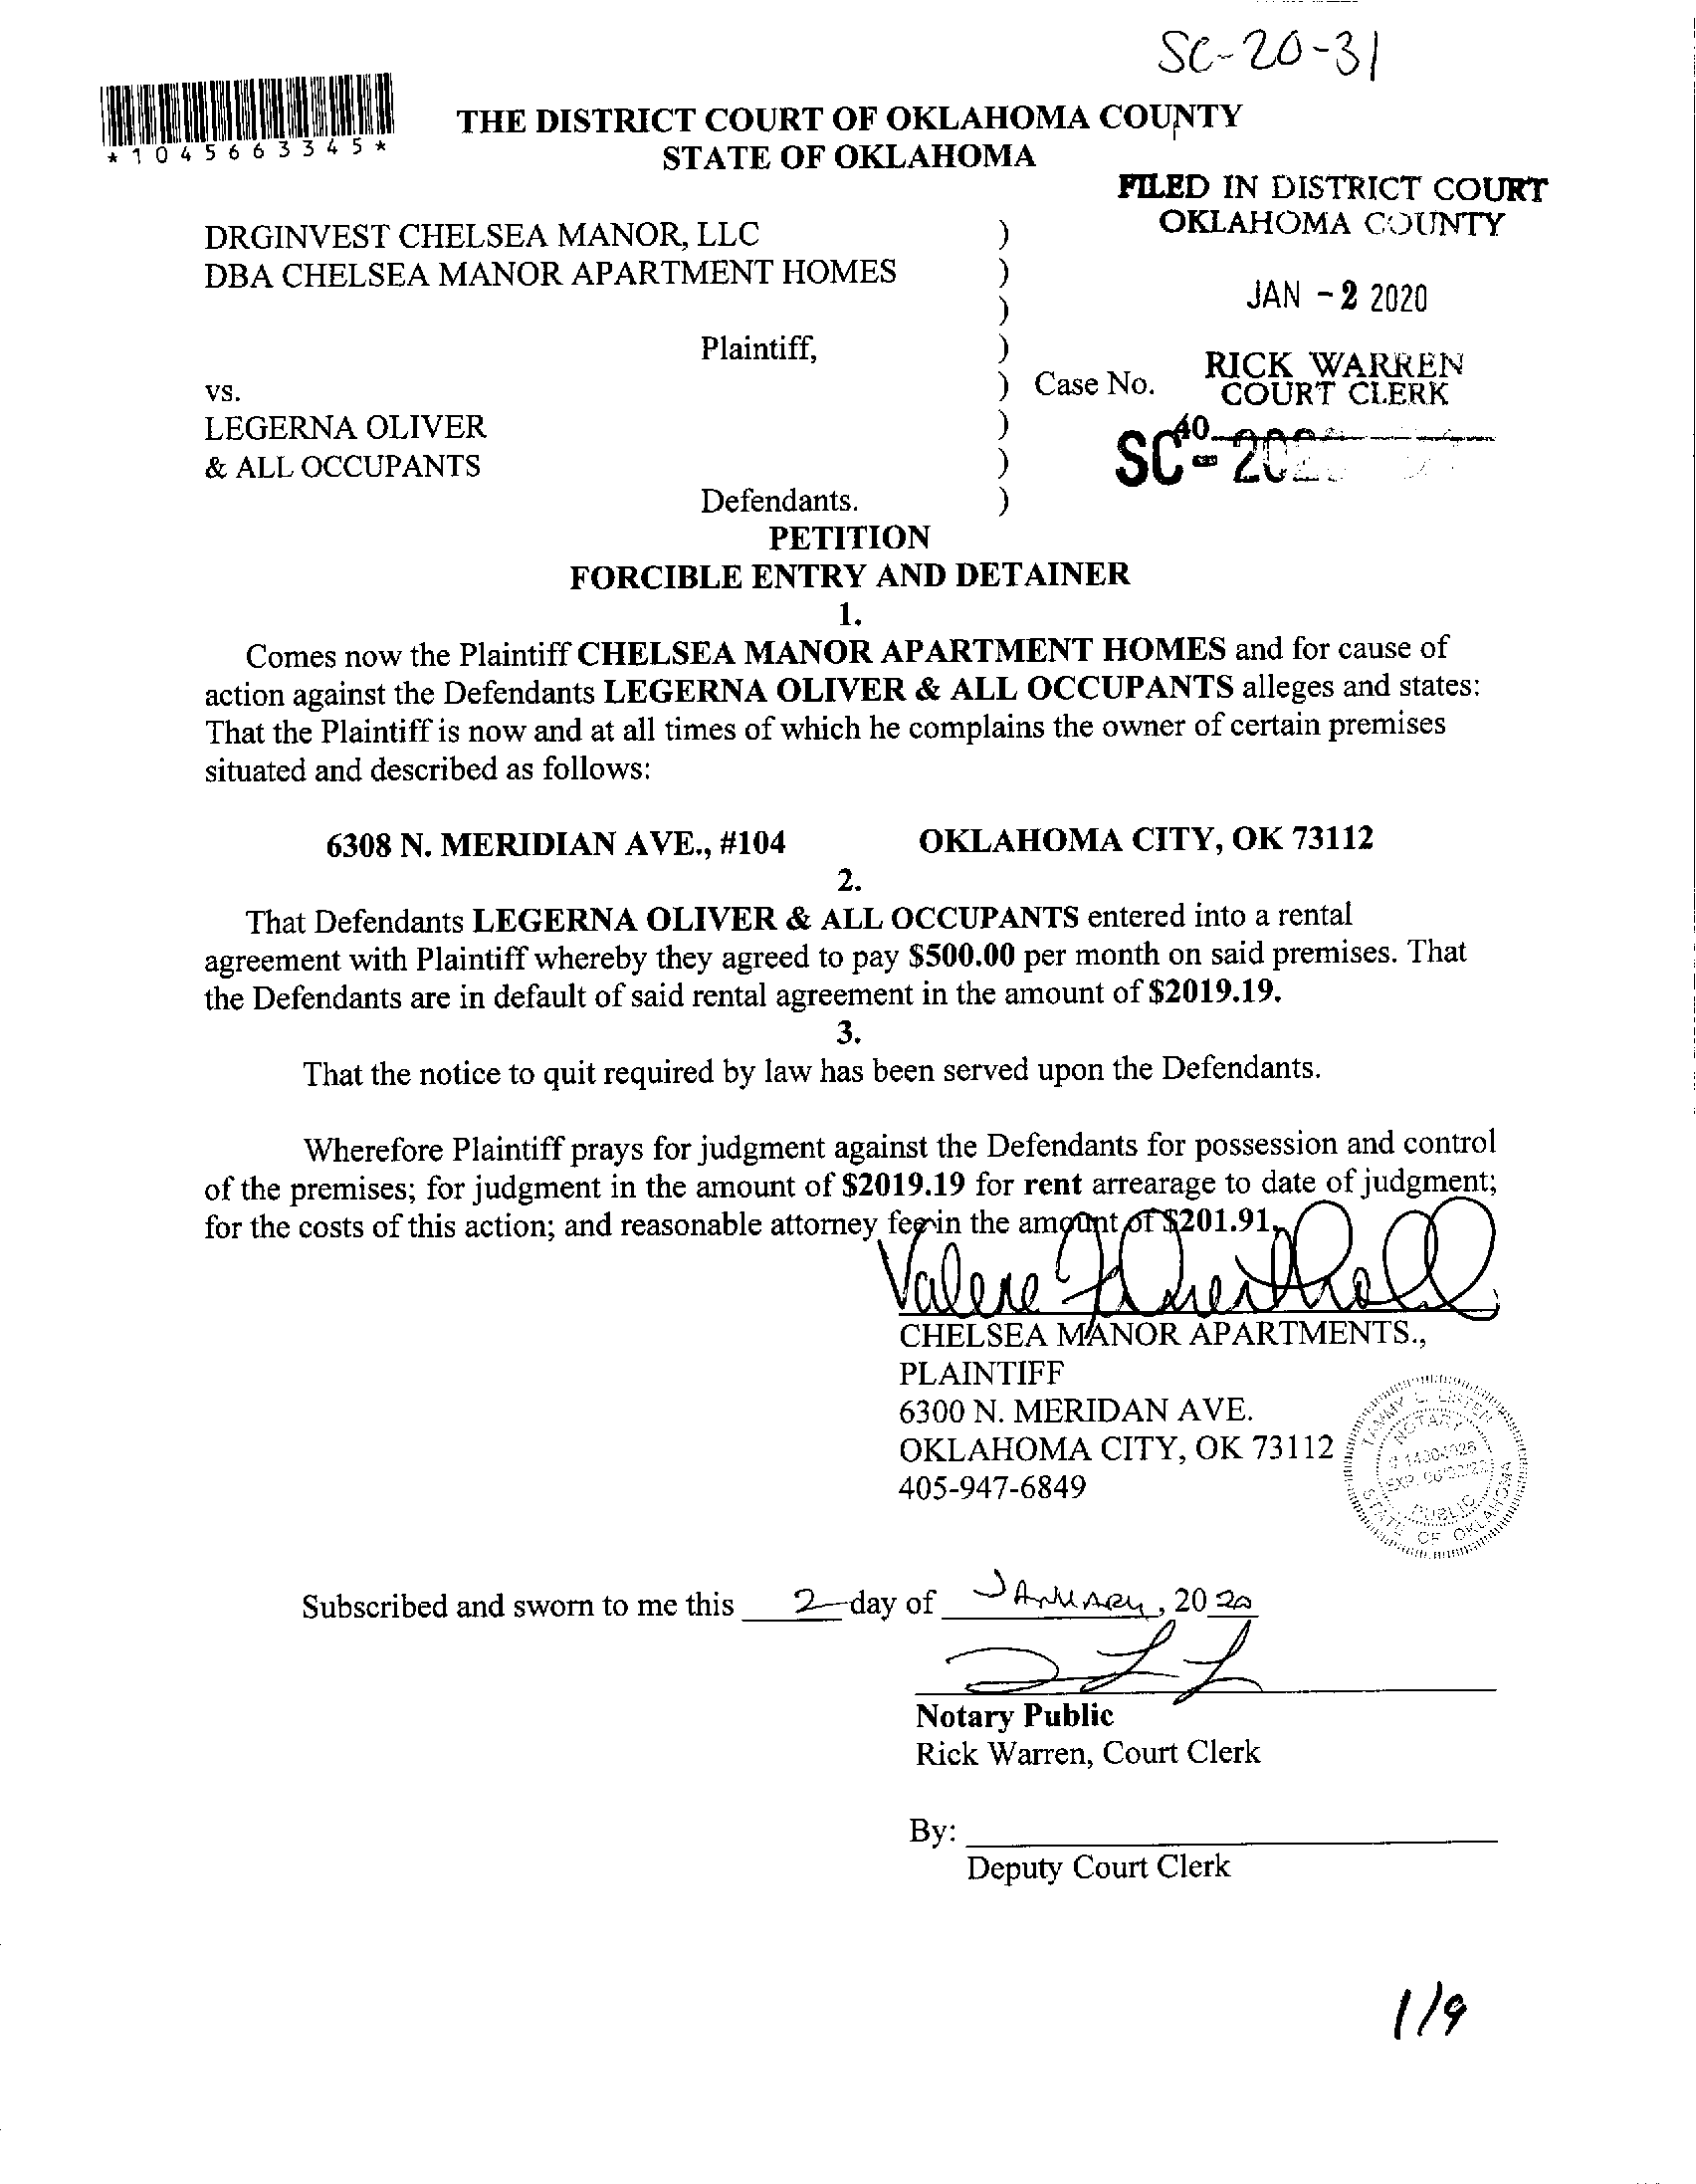 SC-20-31
*1045663345*
THE DISTRICT COURT OF OKLAHOMA COUNTY
STATE OF OKLAHOMA
FILED IN DISTRICT COURT
OKLAHOMA COUNTY
DRGINVEST CHELSEA MANOR, LLC )
DBA CHELSEA MANOR APARTMENT HOMES )
JAN -2 2020
)
Plaintiff, )
RICK WARREN
vs. ) Case No.
COURT CLERK
LEGERNA OLIVER )
40
SC-
& ALL OCCUPANTS )
Defendants. )
PETITION
FORCIBLE ENTRY AND DETAINER
1.
Comes now the Plaintiff CHELSEA MANOR APARTMENT HOMES and for cause of
action against the Defendants LEGERNA OLIVER & ALL OCCUPANTS alleges and states:
That the Plaintiff is now and at all times of which he complains the owner of certain premises
situated and described as follows:
6308 N. MERIDIAN AVE., #104 OKLAHOMA CITY, OK 73112
2.
That Defendants LEGERNA OLIVER & ALL OCCUPANTS entered into a rental
agreement with Plaintiff whereby they agreed to pay $500.00 per month on said premises. That
the Defendants are in default of said rental agreement in the amount of $2019.19.
3.
That the notice to quit required by law has been served upon the Defendants.
Wherefore Plaintiff prays for judgment against the Defendants for possession and control
of the premises; for judgment in the amount of $2019.19 for rent arrearage to date of judgment;
for the costs of this action; and reasonable attorney fee in the amount of $201.91.
CHELSEA MANOR APARTMENTS.,
PLAINTIFF
6300 N. MERIDAN AVE.
OKLAHOMA CITY, OK 73112
405-947-6849
TAMMY L.
NOTARY
PUBLIC
STATE OF OKLAHOMA
Subscribed and sworn to me this 2 day of JANUARY, 2020
Notary Public
Rick Warren, Court Clerk
By:
Deputy Court Clerk
1/9